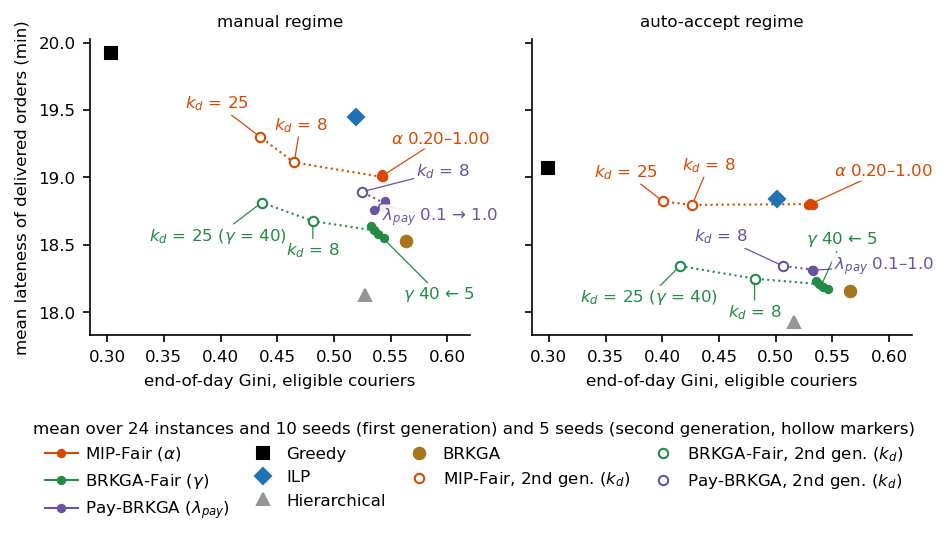 manual regime
auto-accept regime
mean lateness of delivered orders (min)
20.0
19.5
19.0
18.5
18.0
k_d = 25
k_d = 8
α 0.20–1.00
k_d = 8
λ_pay 0.1 → 1.0
k_d = 25 (γ = 40)
k_d = 8
γ 40 ← 5
k_d = 25
k_d = 8
α 0.20–1.00
k_d = 8
γ 40 ← 5
λ_pay 0.1–1.0
k_d = 25 (γ = 40)
k_d = 8
0.30 0.35 0.40 0.45 0.50 0.55 0.60
0.30 0.35 0.40 0.45 0.50 0.55 0.60
end-of-day Gini, eligible couriers
end-of-day Gini, eligible couriers
mean over 24 instances and 10 seeds (first generation) and 5 seeds (second generation, hollow markers)
MIP-Fair (α)
BRKGA-Fair (γ)
Pay-BRKGA (λ_pay)
Greedy
ILP
Hierarchical
BRKGA
MIP-Fair, 2nd gen. (k_d)
BRKGA-Fair, 2nd gen. (k_d)
Pay-BRKGA, 2nd gen. (k_d)